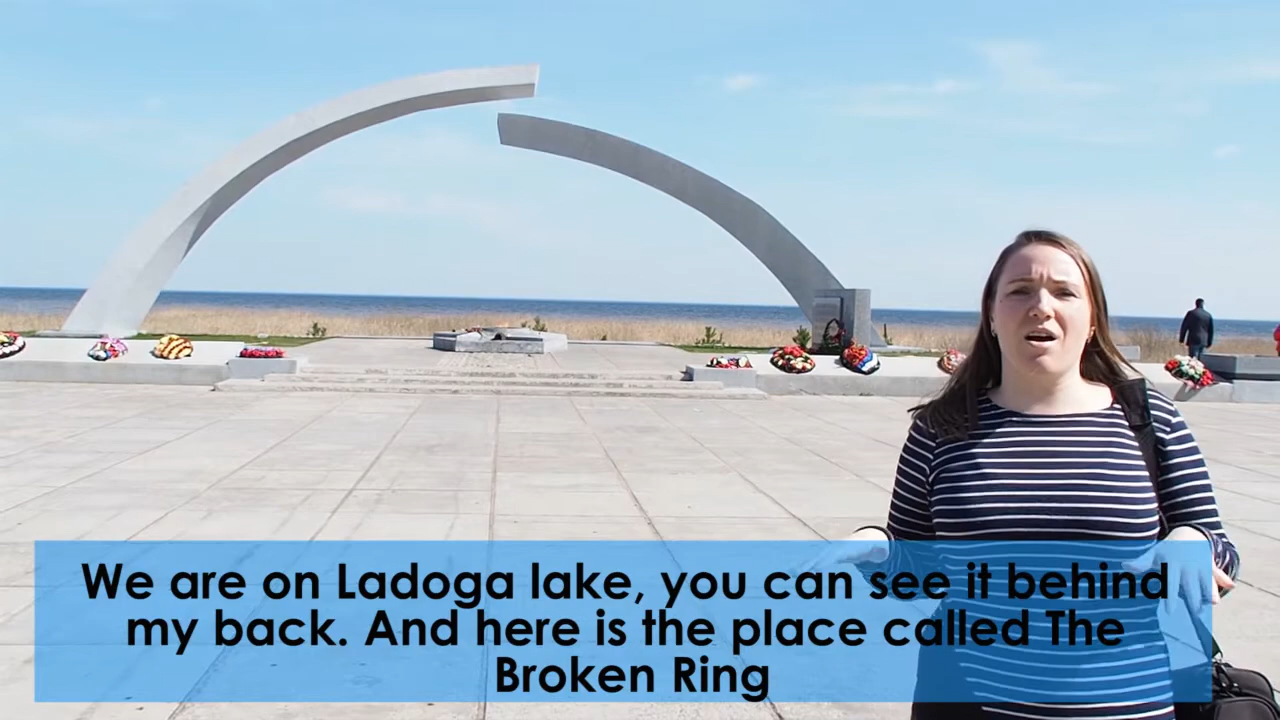 We are on Ladoga lake, you can see it behind
my back. And here is the place called The
Broken Ring